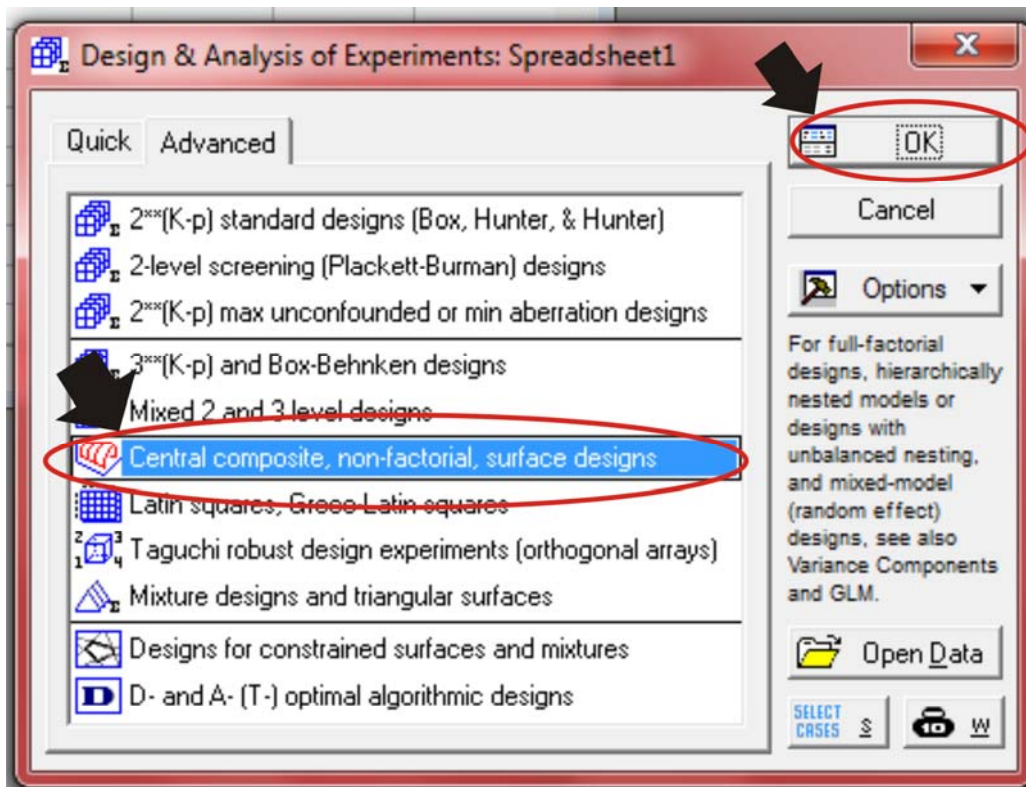 Design & Analysis of Experiments: Spreadsheet1
Quick
Advanced
2**(K-p) standard designs (Box, Hunter, & Hunter)
2-level screening (Plackett-Burman) designs
2**(K-p) max unconfounded or min aberration designs
3**(K-p) and Box-Behnken designs
Mixed 2 and 3 level designs
Central composite, non-factorial, surface designs
Latin squares, Greco-Latin squares
Taguchi robust design experiments (orthogonal arrays)
Mixture designs and triangular surfaces
Designs for constrained surfaces and mixtures
D- and A- (T-) optimal algorithmic designs
OK
Cancel
Options
For full-factorial
designs, hierarchically
nested models or
designs with
unbalanced nesting,
and mixed-model
(random effect)
designs, see also
Variance Components
and GLM.
Open Data
SELECT
CASES S
10 W